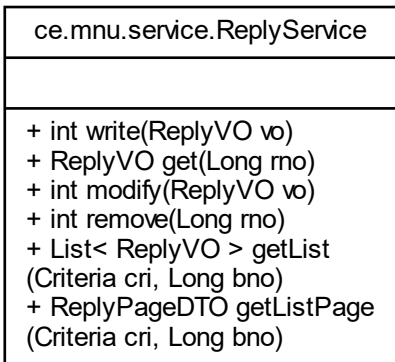 ce.mnu.service.ReplyService
+ int write(ReplyVO vo)
+ ReplyVO get(Long rno)
+ int modify(ReplyVO vo)
+ int remove(Long rno)
+ List< ReplyVO > getList
(Criteria cri, Long bno)
+ ReplyPageDTO getListPage
(Criteria cri, Long bno)